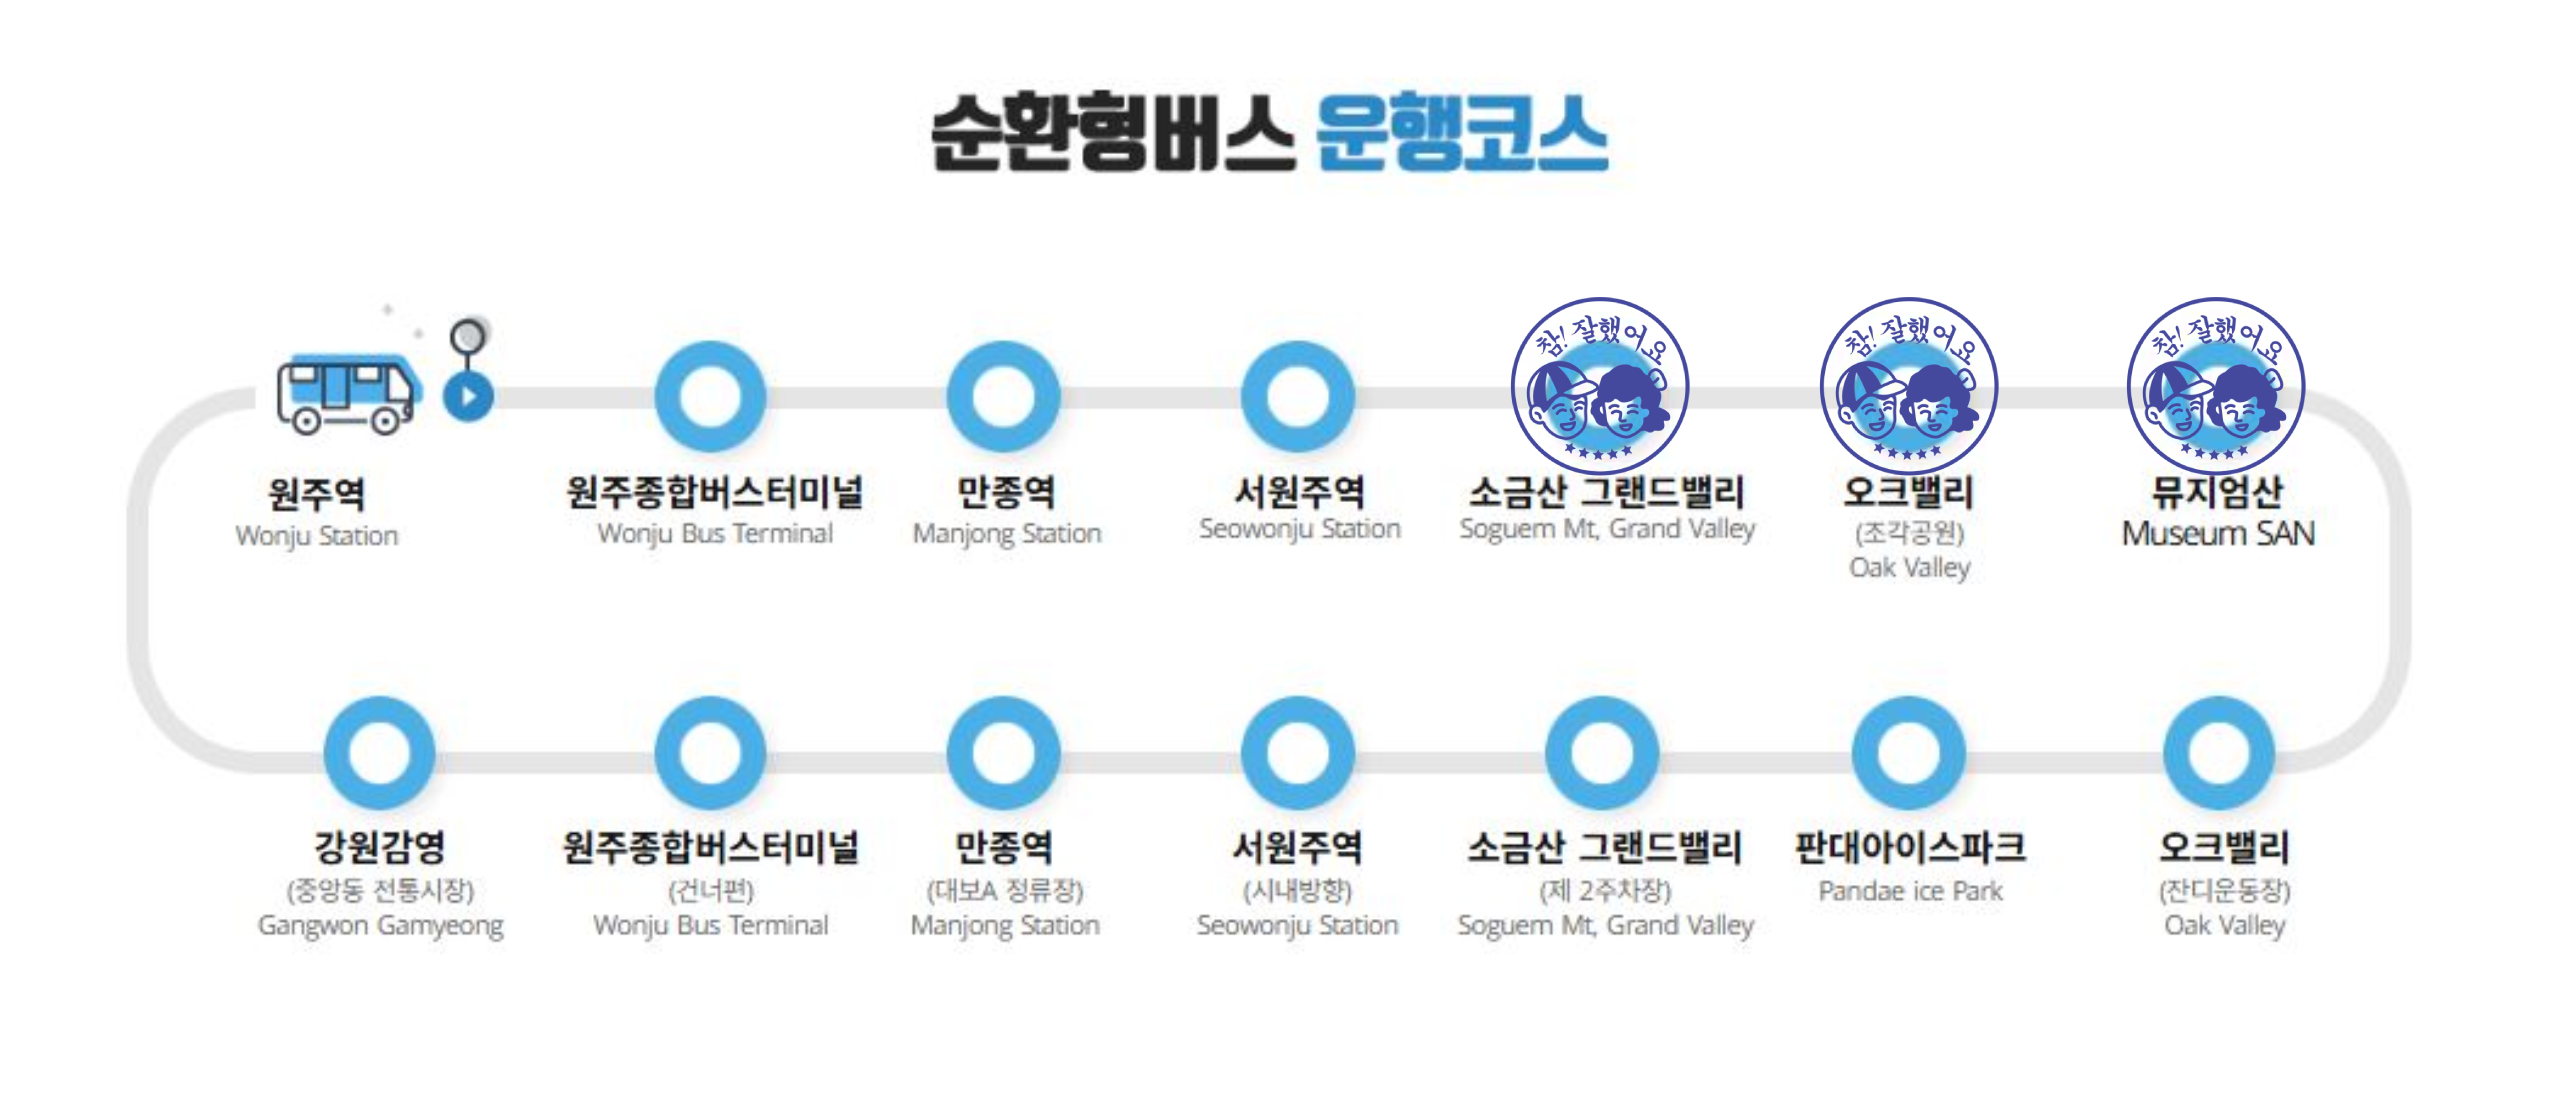 순환형버스 운행코스
참! 잘했어요
참! 잘했어요
참! 잘했어요
원주역
Wonju Station
원주종합버스터미널
Wonju Bus Terminal
만종역
Manjong Station
서원주역
Seowonju Station
소금산 그랜드밸리
Soguem Mt, Grand Valley
오크밸리
(조각공원)
Oak Valley
뮤지엄산
Museum SAN
강원감영
(중앙동 전통시장)
Gangwon Gamyeong
원주종합버스터미널
(건너편)
Wonju Bus Terminal
만종역
(대보A 정류장)
Manjong Station
서원주역
(시내방향)
Seowonju Station
소금산 그랜드밸리
(제 2주차장)
Soguem Mt, Grand Valley
판대아이스파크
Pandae ice Park
오크밸리
(잔디운동장)
Oak Valley